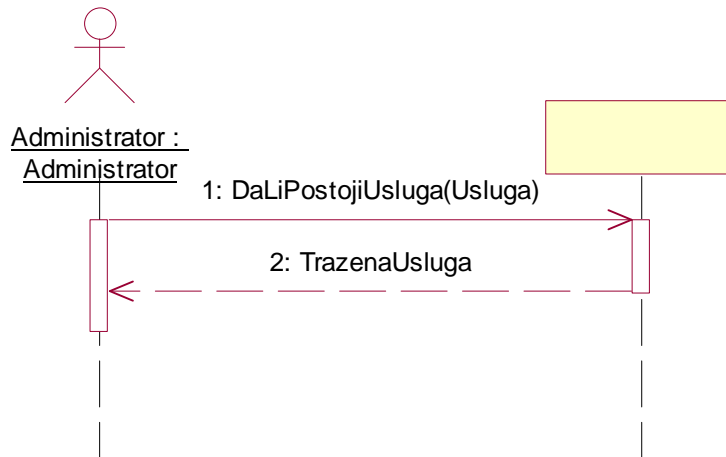 Administrator :
Administrator
1: DaLiPostojiUsluga(Usluga)
2: TrazenaUsluga